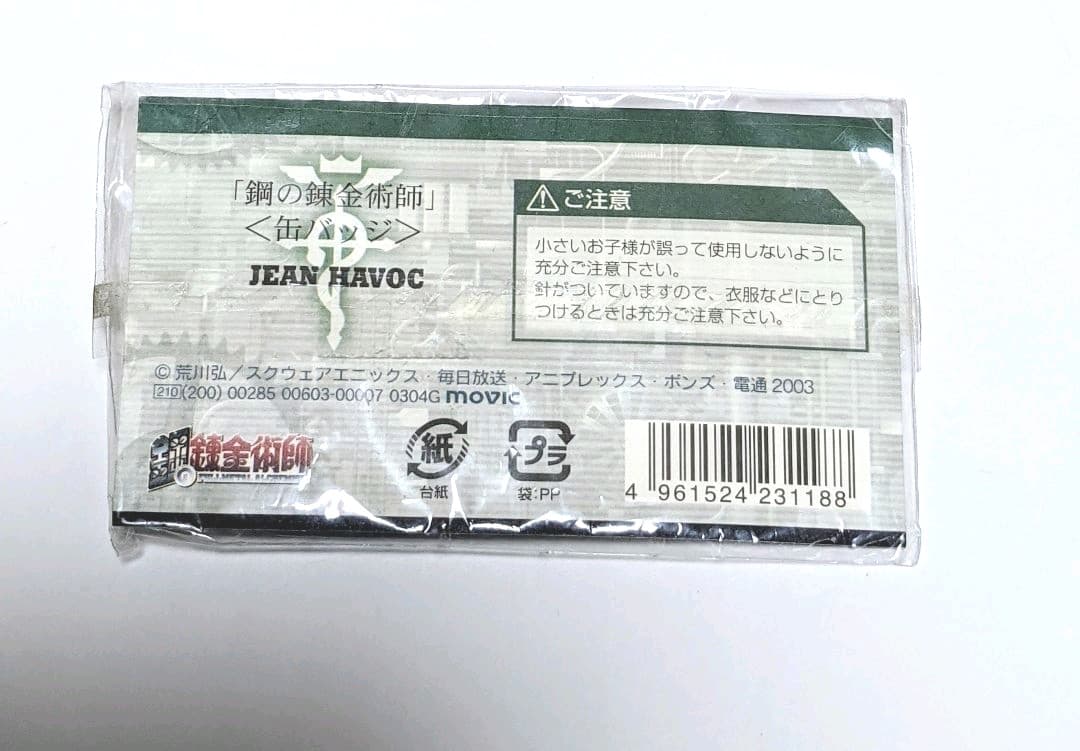 「鋼の錬金術師」
＜缶バッジ＞
JEAN HAVOC
ご注意
小さいお子様が誤って使用しないように
充分ご注意下さい。
針がついていますので、衣服などにとり
つけるときは充分ご注意下さい。
©荒川弘／スクウェアエニックス・毎日放送・アニプレックス・ボンズ・電通 2003
210 (200) 00285 00603-00007 0304G movic
鋼の錬金術師
紙
台紙
プラ
袋:PP
4 961524 231188